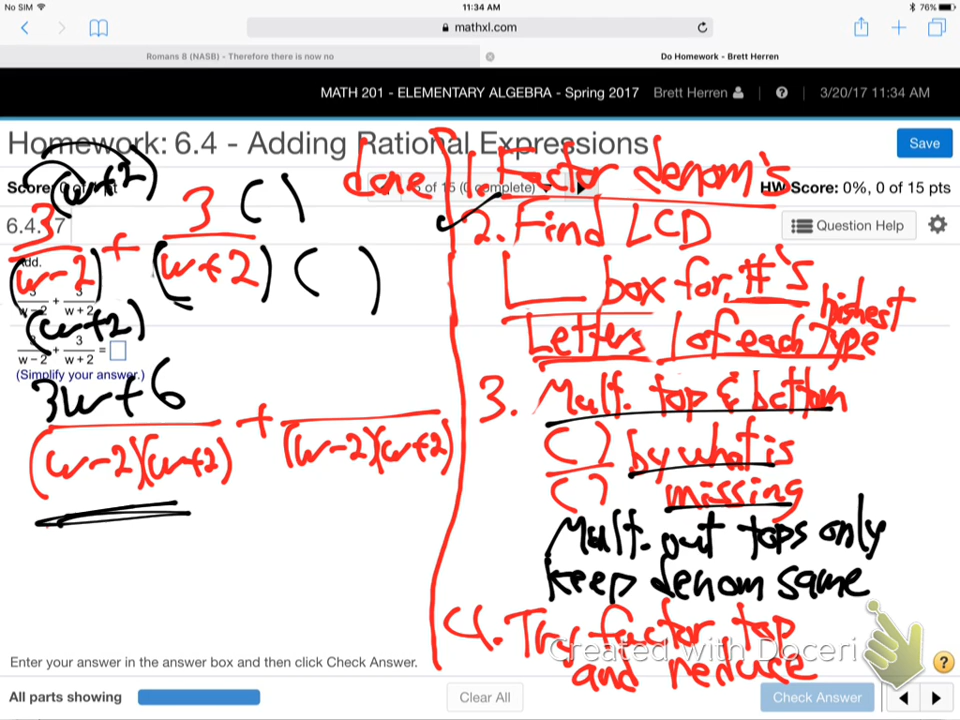 No SIM
11:34 AM
76%
mathxl.com
Romans 8 (NASB) - Therefore there is now no
Do Homework - Brett Herren
MATH 201 - ELEMENTARY ALGEBRA - Spring 2017
Brett Herren
3/20/17 11:34 AM
Homework: 6.4 - Adding Rational Expressions
Save
Score: 0 of 1 pt
of 15 (0 complete)
HW Score: 0%, 0 of 15 pts
6.4. 7
Question Help
Add.
3 / w − 2 + 3 / w + 2
3 / w − 2 + 3 / w + 2 =
(Simplify your answer.)
(w+2)
3 / (w−2) + 3 ( ) / (w+2) ( )
(w+2)
3w+6
/ (w−2)(w+2) + / (w−2)(w+2)
done
1. Factor denom's
2. Find LCD
box for #'s
highest
Letters 1 of each type
3. Mult. top & bottom
( ) by what is
( ) missing
Mult. out tops only
keep denom same
4. Try factor top
and reduce
Created with Doceri
Enter your answer in the answer box and then click Check Answer.
All parts showing
Clear All
Check Answer
?